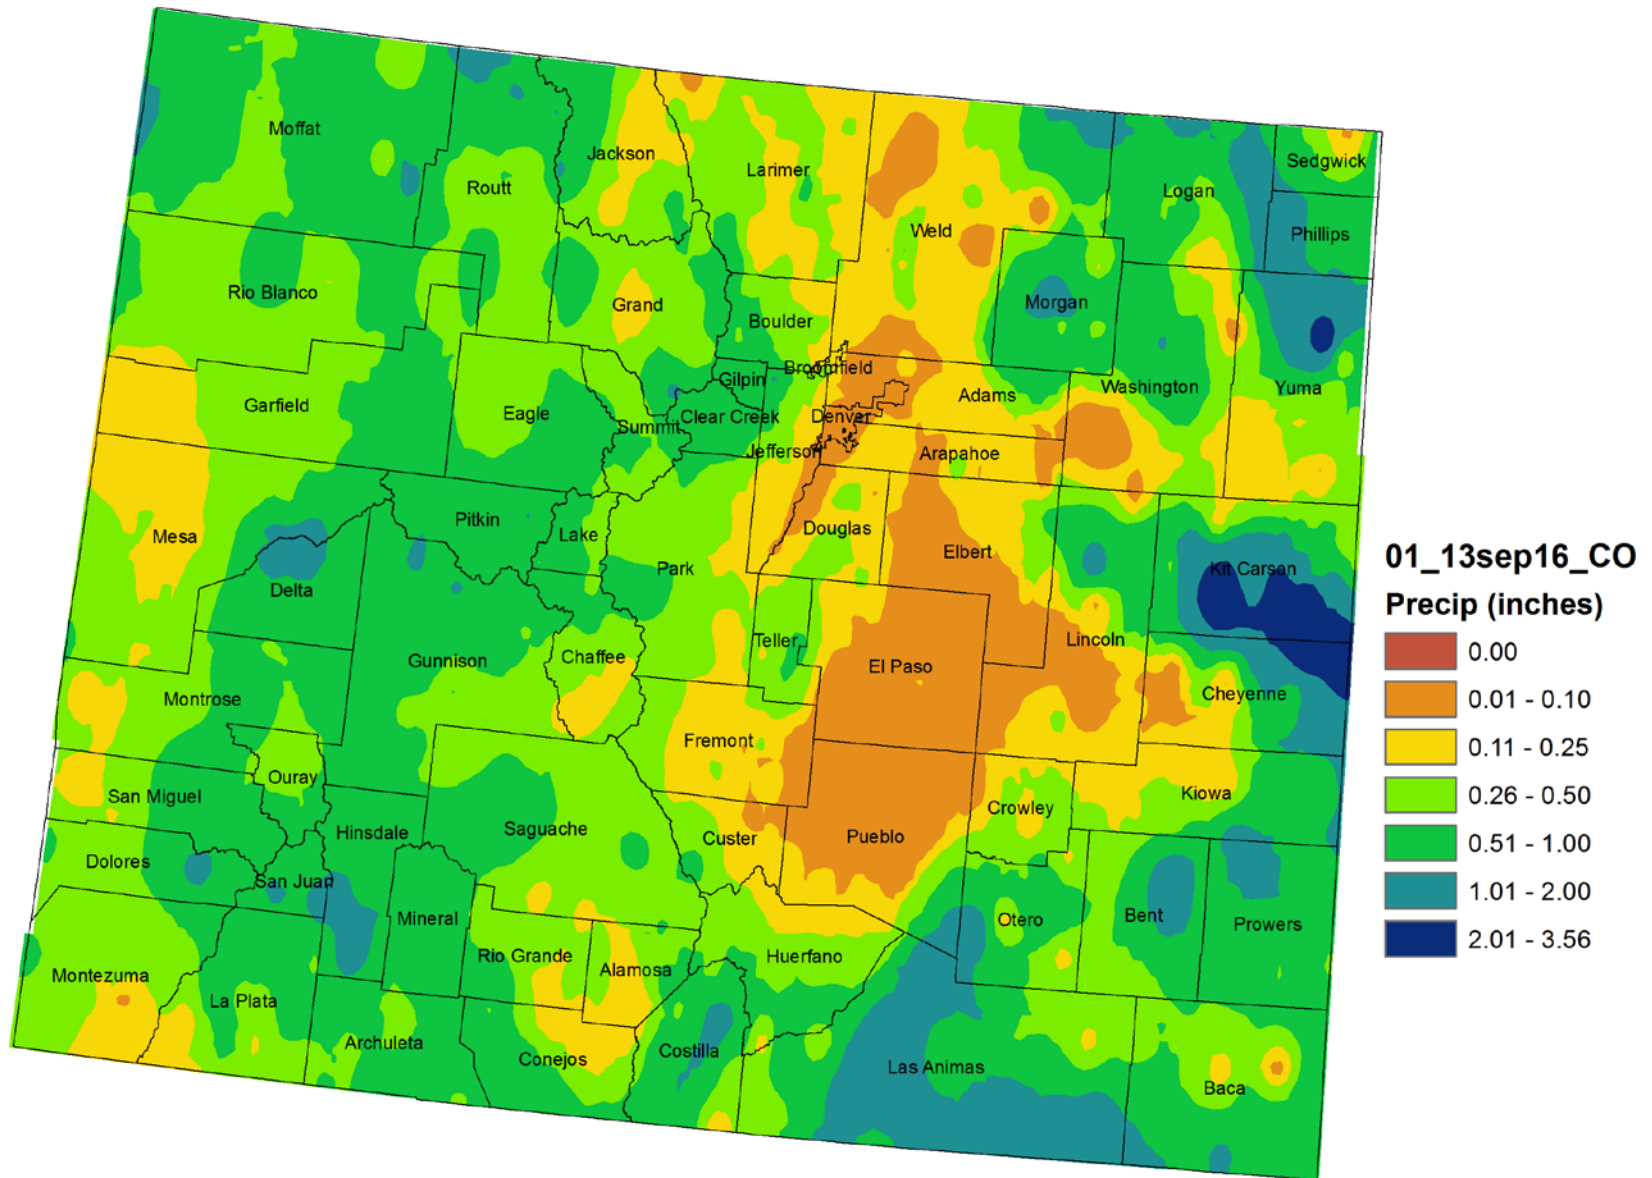 Moffat
Jackson
Larimer
Sedgwick
Routt
Logan
Weld
Phillips
Rio Blanco
Grand
Morgan
Boulder
Broomfield
Gilpin
Yuma
Washington
Adams
Garfield
Eagle
Clear Creek
Denver
Summit
Jefferson
Arapahoe
Pitkin
Lake
Mesa
Douglas
Elbert
Park
Kit Carson
Delta
Teller
Lincoln
Gunnison
Chaffee
El Paso
Cheyenne
Montrose
Fremont
Ouray
San Miguel
Kiowa
Crowley
Saguache
Hinsdale
Custer
Pueblo
Dolores
San Juan
Mineral
Otero
Bent
Prowers
Rio Grande
Alamosa
Huerfano
Montezuma
La Plata
Archuleta
Conejos
Costilla
Las Animas
Baca
01_13sep16_CO
Precip (inches)
0.00
0.01 - 0.10
0.11 - 0.25
0.26 - 0.50
0.51 - 1.00
1.01 - 2.00
2.01 - 3.56